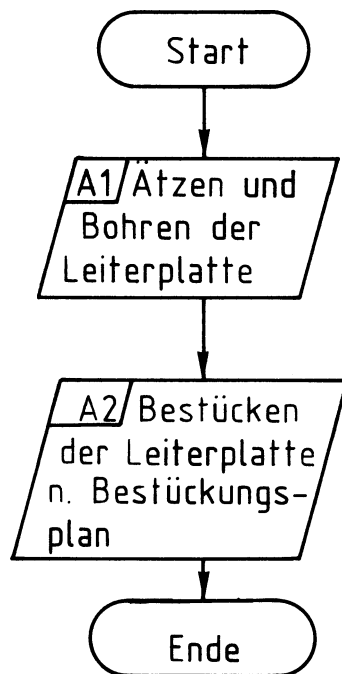 Start
A1 Ätzen und
Bohren der
Leiterplatte
A2 Bestücken
der Leiterplatte
n. Bestückungs-
plan
Ende